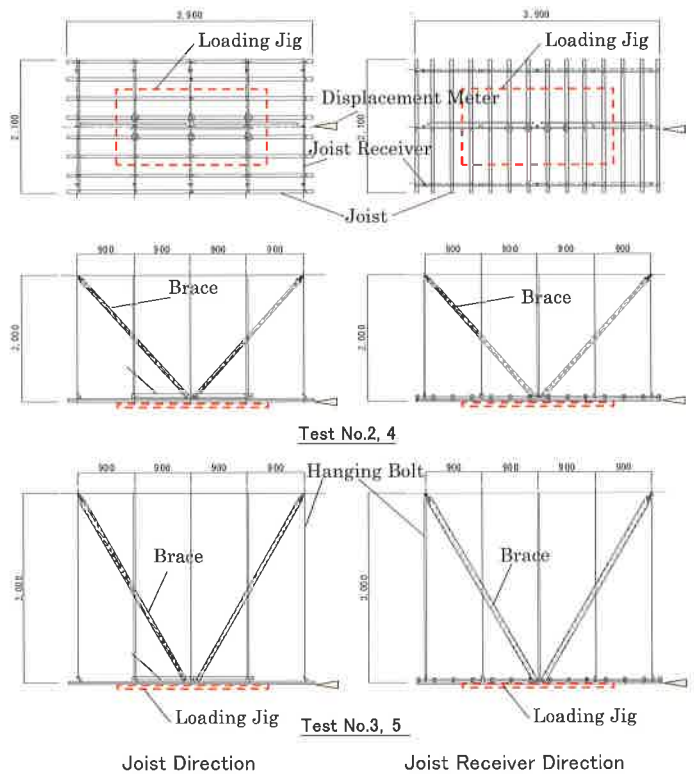 3,960
3,900
Loading Jig
Loading Jig
Displacement Meter
2,100
2,100
Joist Receiver
Joist
900 900 900 900
900 900 900 900
Brace
Brace
2,000
2,000
Test No.2, 4
900 900 900 900
Hanging Bolt
900 900 900 900
Brace
Brace
3,000
3,000
Loading Jig
Loading Jig
Test No.3, 5
Joist Direction
Joist Receiver Direction